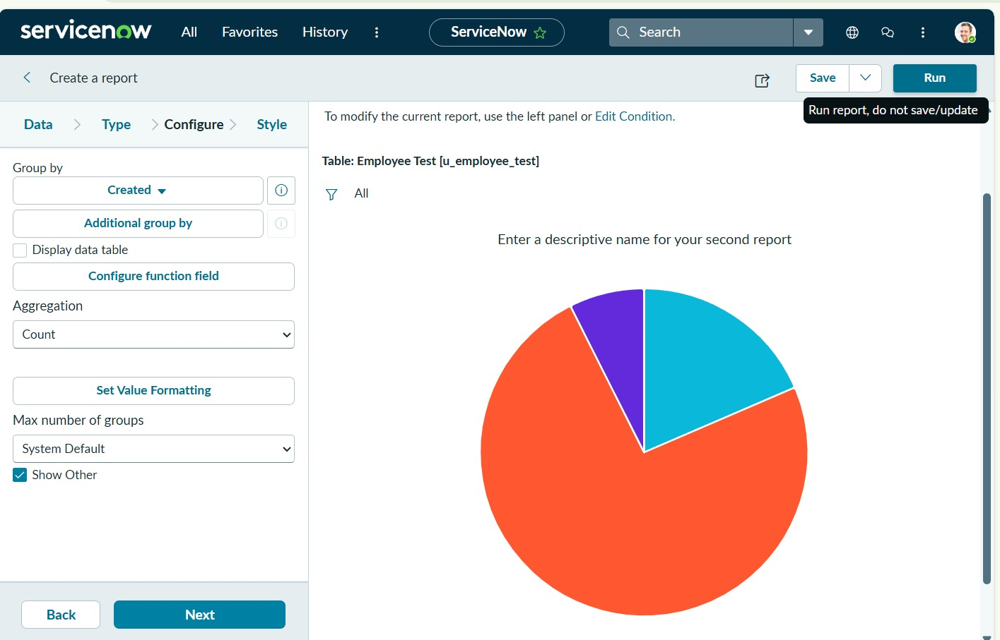 servicenow All Favorites History ServiceNow Search
Create a report Save Run
Run report, do not save/update
Data Type Configure Style
To modify the current report, use the left panel or Edit Condition.
Group by
Created
Additional group by
Display data table
Configure function field
Aggregation
Count
Set Value Formatting
Max number of groups
System Default
Show Other
Back Next
Table: Employee Test [u_employee_test]
All
Enter a descriptive name for your second report